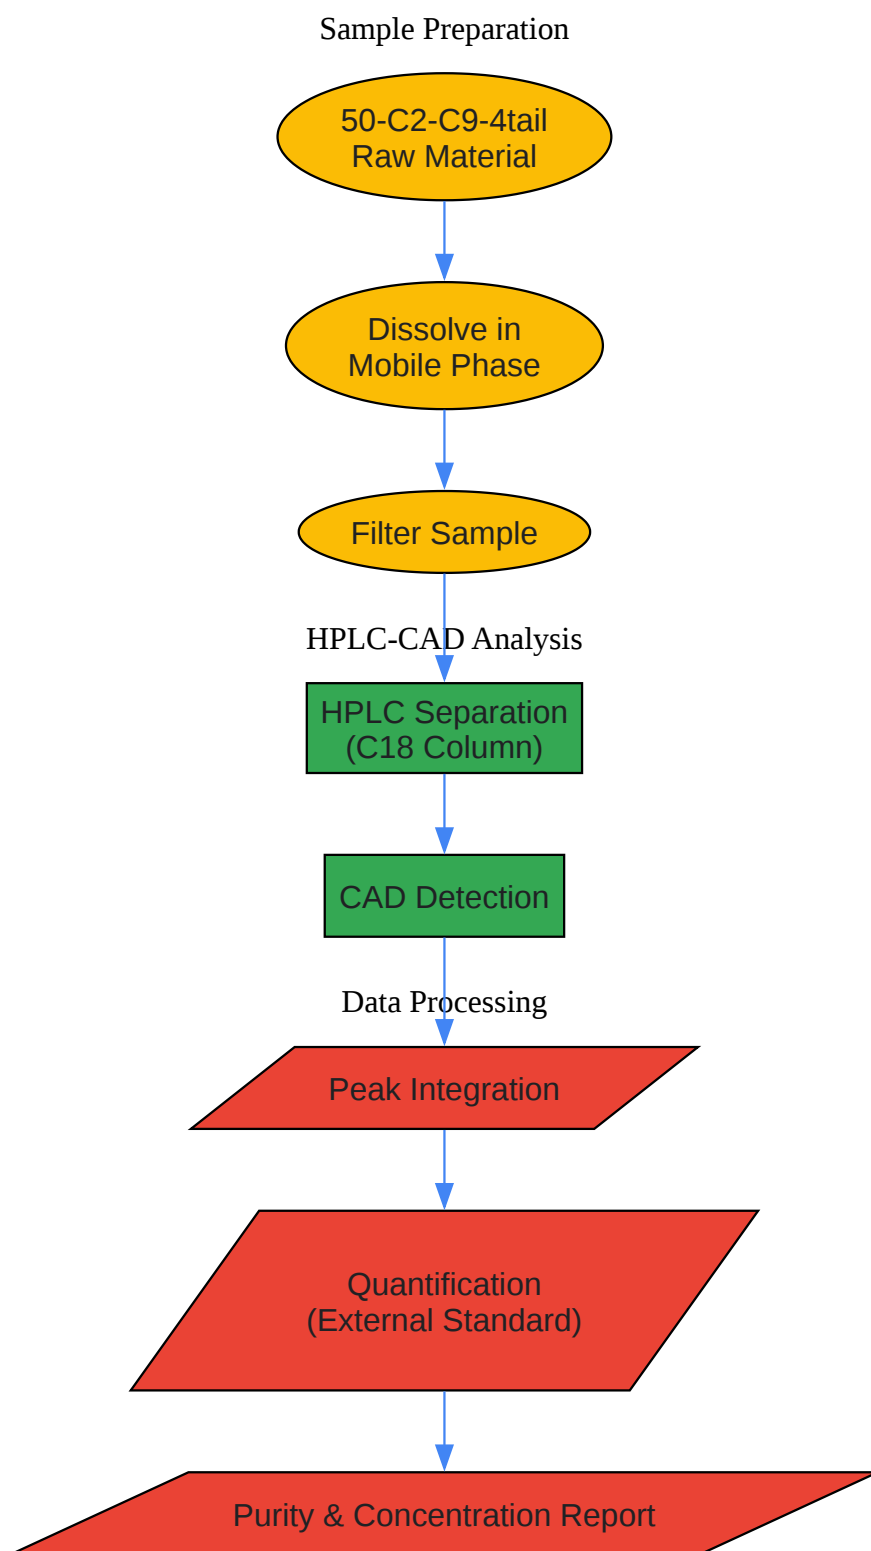 Sample Preparation
50-C2-C9-4tail
Raw Material
Dissolve in
Mobile Phase
Filter Sample
HPLC-CAD Analysis
HPLC Separation
(C18 Column)
CAD Detection
Data Processing
Peak Integration
Quantification
(External Standard)
Purity & Concentration Report